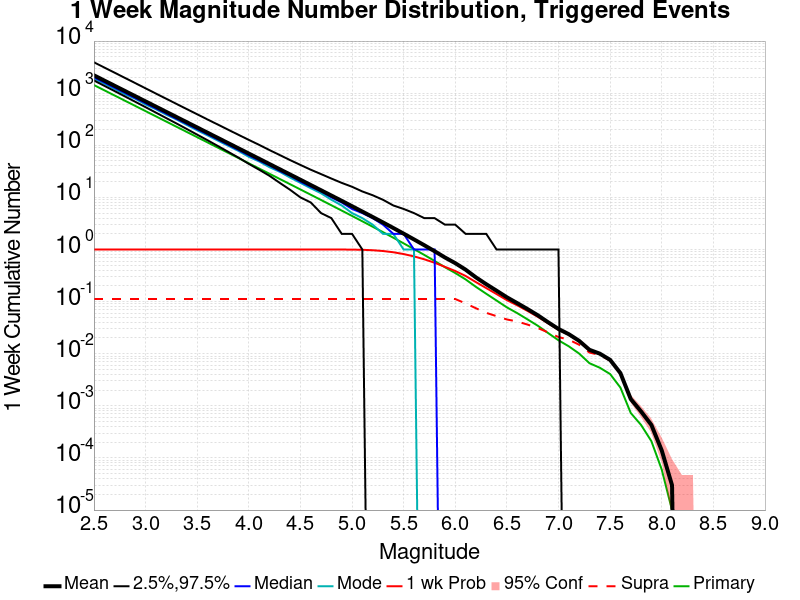 1 Week Magnitude Number Distribution, Triggered Events
10 4
10 3
10 2
10 1
10 0
10 -1
10 -2
10 -3
10 -4
10 -5
1 Week Cumulative Number
2.5 3.0 3.5 4.0 4.5 5.0 5.5 6.0 6.5 7.0 7.5 8.0 8.5 9.0
Magnitude
Mean 2.5%,97.5% Median Mode 1 wk Prob 95% Conf Supra Primary